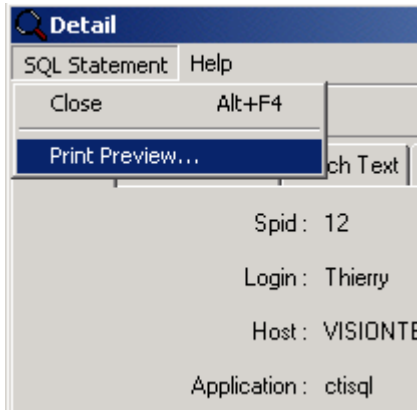 Detail
SQL Statement Help
Close Alt+F4
Print Preview...
ch Text
Spid : 12
Login : Thierry
Host : VISIONTE
Application : ctisql